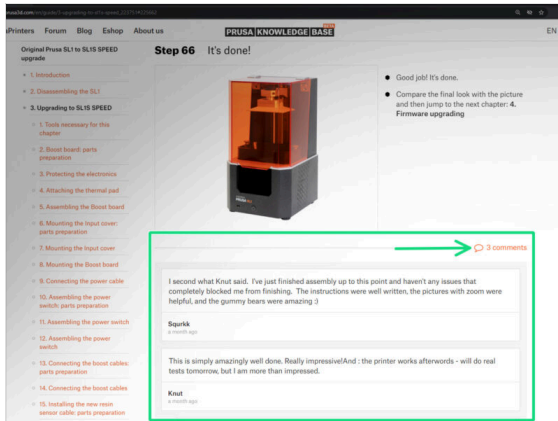 Printers Forum Blog Eshop About us
PRUSA KNOWLEDGE BASE
BETA
EN
Original Prusa SL1 to SL1S SPEED
upgrade
1. Introduction
2. Disassembling the SL1
3. Upgrading to SL1S SPEED
1. Tools necessary for this
chapter
2. Boost board: parts
preparation
3. Protecting the electronics
4. Attaching the thermal pad
5. Assembling the Boost board
6. Mounting the Input cover:
parts preparation
7. Mounting the Input cover
8. Mounting the Boost board
9. Connecting the power cable
10. Assembling the power
switch: parts preparation
11. Assembling the power switch
12. Assembling the power
switch
13. Connecting the boost cables:
parts preparation
14. Connecting the boost cables
15. Installing the new resin
sensor cable: parts preparation
Step 66 It's done!
Good job! It's done.
Compare the final look with the picture
and then jump to the next chapter: 4.
Firmware upgrading
3 comments
I second what Knut said. I've just finished assembly up to this point and haven't any issues that
completely blocked me from finishing. The instructions were well written, the pictures with zoom were
helpful, and the gummy bears were amazing :)
Squrkk
a month ago
This is simply amazingly well done. Really impressive!And : the printer works afterwords - will do real
tests tomorrow, but I am more than impressed.
Knut
a month ago